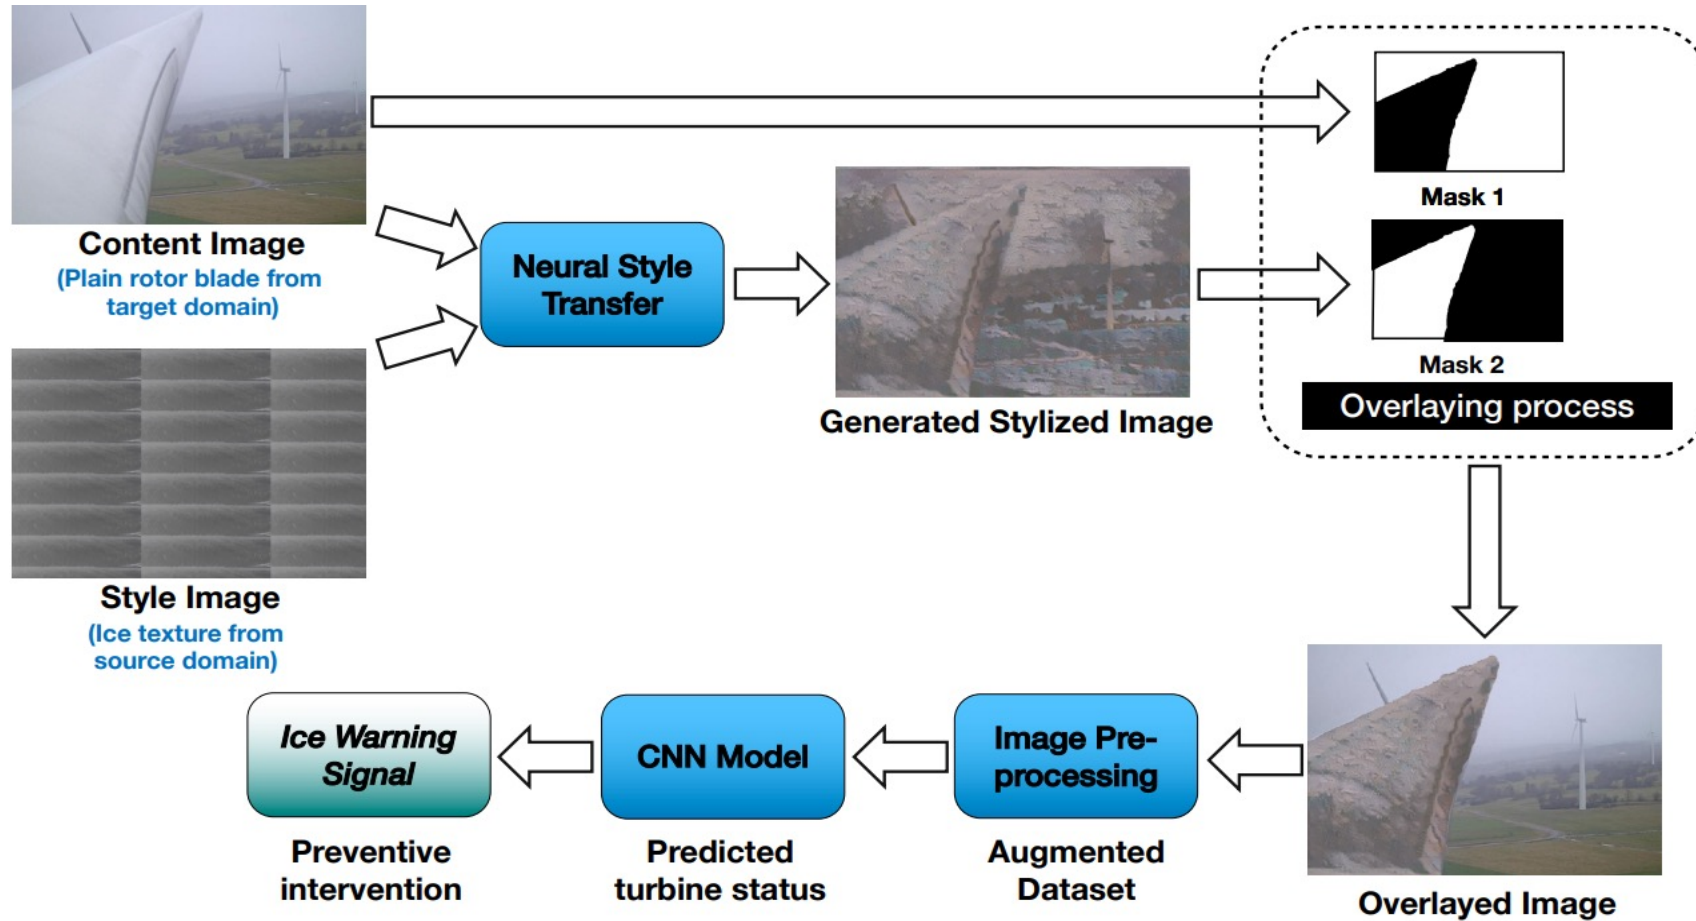 Content Image
(Plain rotor blade from
target domain)
Style Image
(Ice texture from
source domain)
Neural Style
Transfer
Generated Stylized Image
Mask 1
Mask 2
Overlaying process
Overlayed Image
Image Pre-
processing
Augmented
Dataset
CNN Model
Predicted
turbine status
Ice Warning
Signal
Preventive
intervention